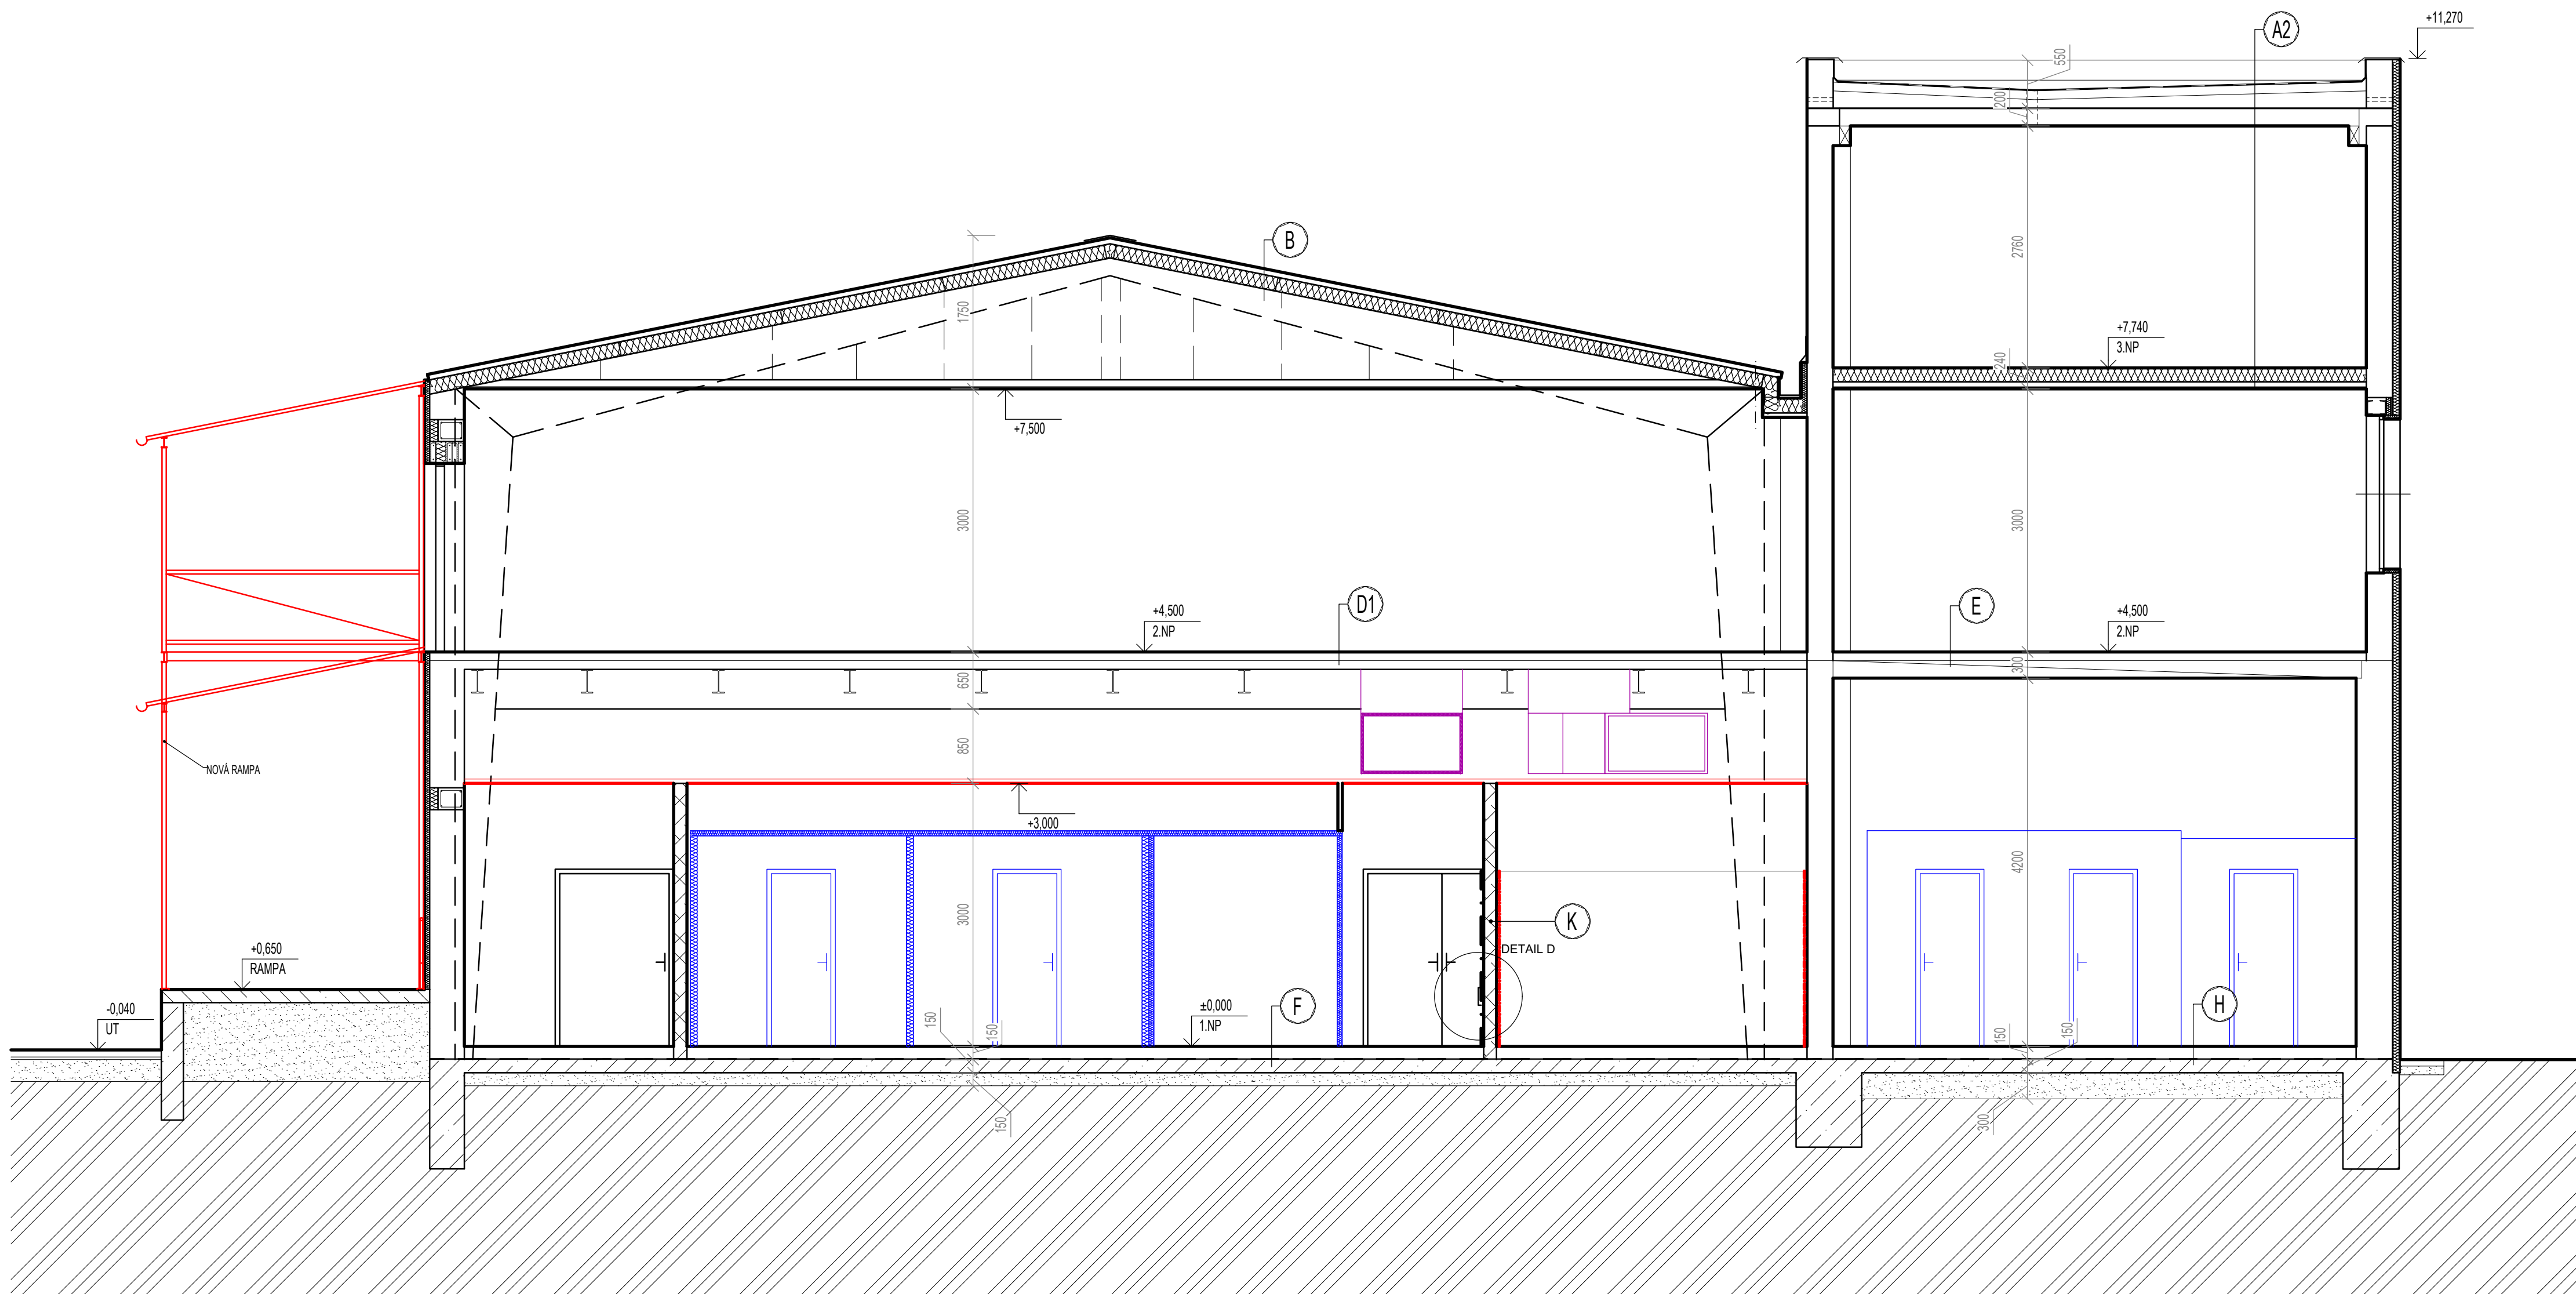 +11,270
A2
550
200
B
2760
1750
+7,740
3.NP
240
+7,500
3000
3000
D1
E
+4,500
2.NP
+4,500
2.NP
300
650
850
NOVÁ RAMPA
+3,000
4200
3000
K
DETAIL D
+0,650
RAMPA
-0,040
UT
±0,000
1.NP
F
H
150
150
150
150
150
300